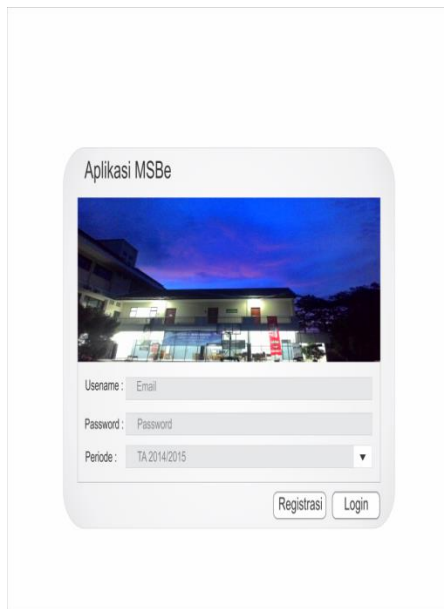 Aplikasi MSBe
Usename : Email
Password : Password
Periode : TA 2014/2015
Registrasi Login